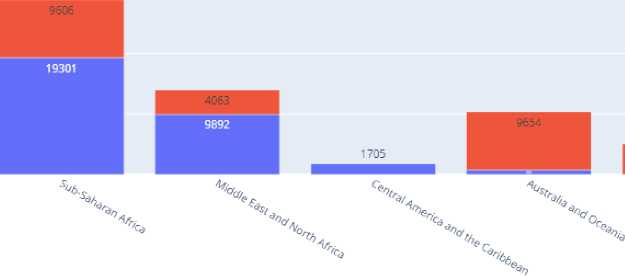 9606
19301
4063
9892
1705
9654
Sub-Saharan Africa
Middle East and North Africa
Central America and the Caribbean
Australia and Oceania